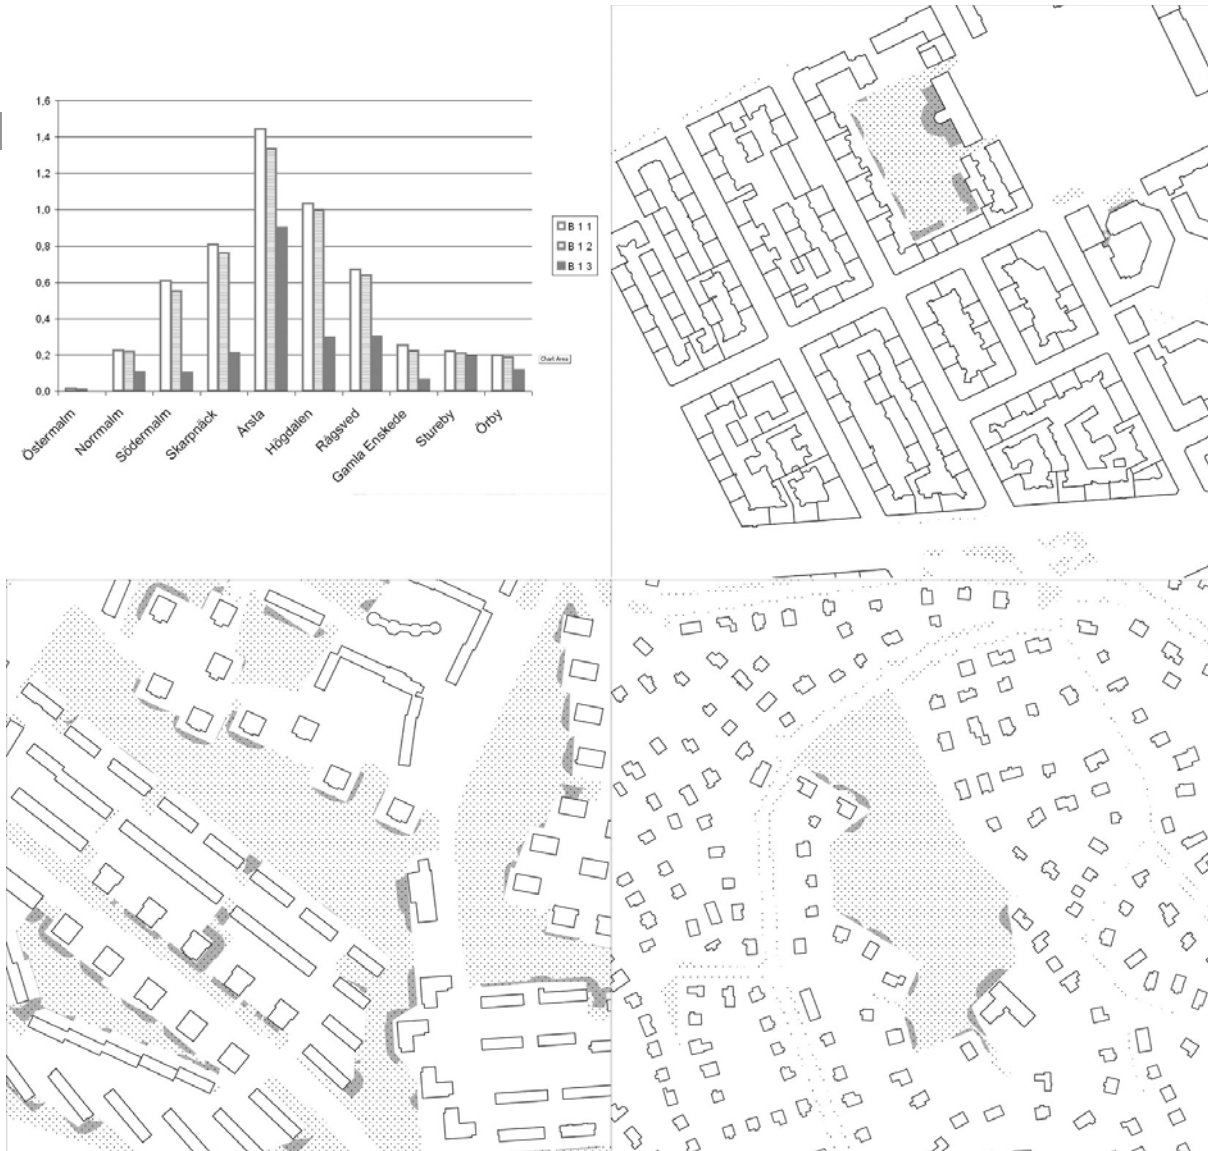 1,6
1,4
1,2
1,0
0,8
0,6
0,4
0,2
0,0
B 1 1
B 1 2
B 1 3
Chart Area
Östermalm
Norrmalm
Södermalm
Skarpnäck
Årsta
Högdalen
Rågsved
Gamla Enskede
Stureby
Örby